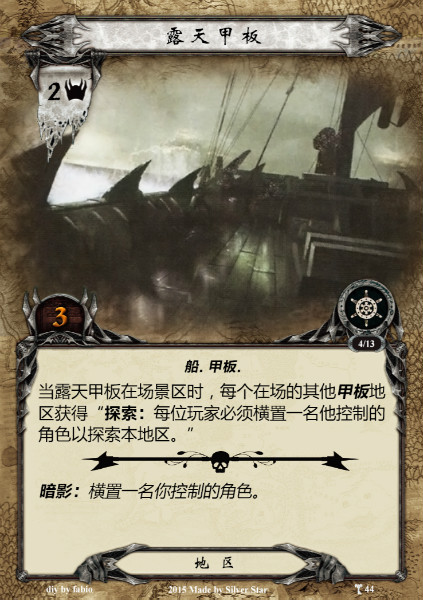 露天甲板
2
3
4/13
船. 甲板.
当露天甲板在场景区时，每个在场的其他甲板地
区获得“探索：每位玩家必须横置一名他控制的
角色以探索本地区。”
暗影：横置一名你控制的角色。
地区
diy by fabio
2015 Made by Silver Star
44